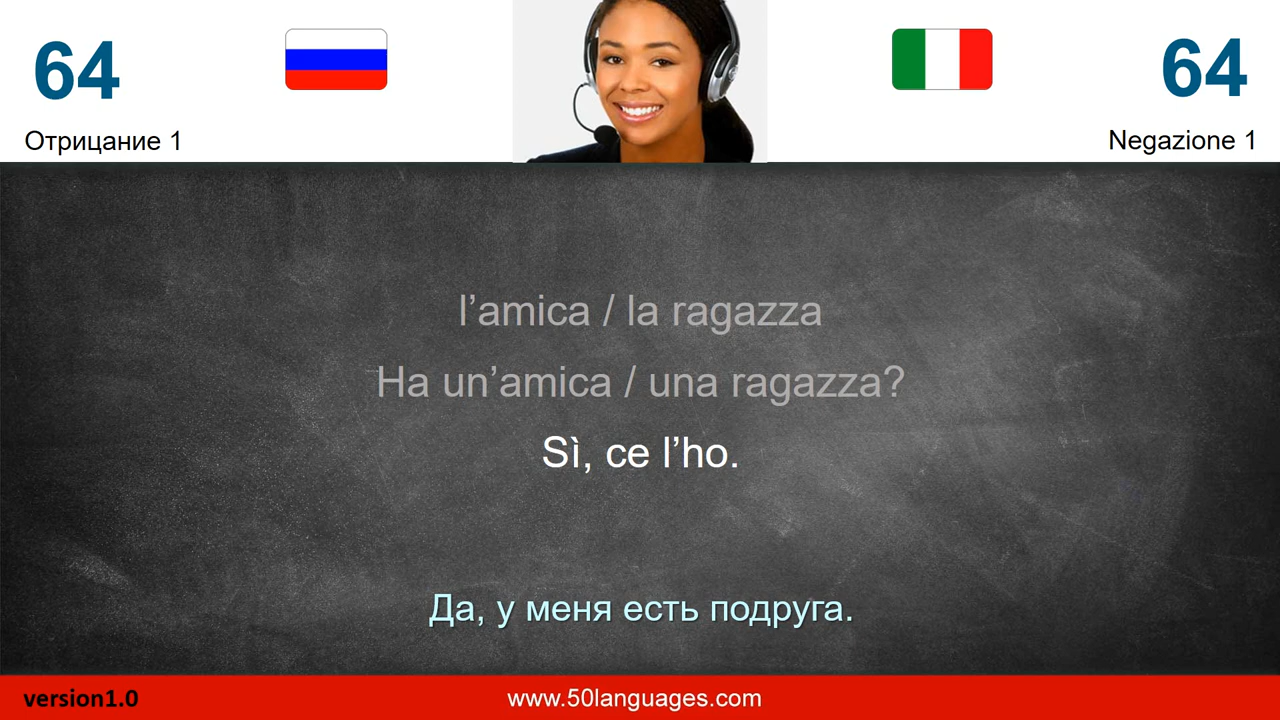 64
64
Отрицание 1
Negazione 1
l’amica / la ragazza
Ha un’amica / una ragazza?
Sì, ce l’ho.
Да, у меня есть подруга.
version1.0
www.50languages.com